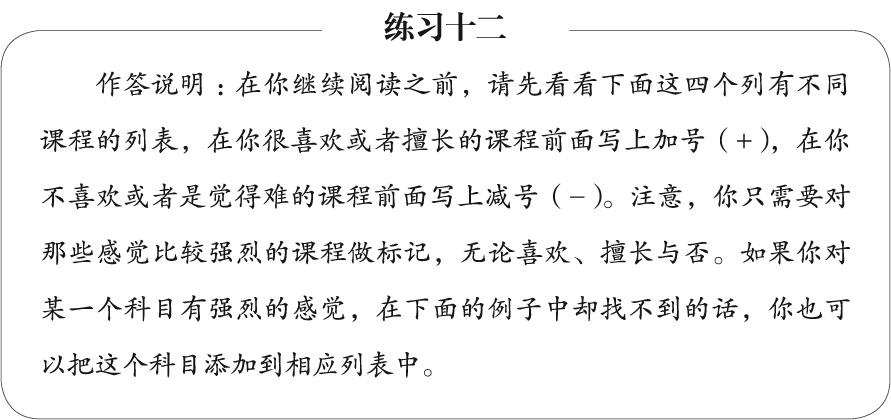 练习十二
作答说明：在你继续阅读之前，请先看看下面这四个列有不同
课程的列表，在你很喜欢或者擅长的课程前面写上加号（+），在你
不喜欢或者是觉得难的课程前面写上减号（−）。注意，你只需要对
那些感觉比较强烈的课程做标记，无论喜欢、擅长与否。如果你对
某一个科目有强烈的感觉，在下面的例子中却找不到的话，你也可
以把这个科目添加到相应列表中。